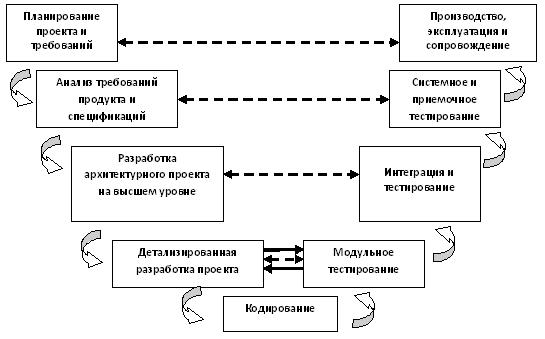 Планирование
проекта и
требований
Производство,
эксплуатация и
сопровождение
Анализ требований
продукта и
спецификаций
Системное и
приемочное
тестирование
Разработка
архитектурного проекта
на высшем уровне
Интеграция и
тестирование
Детализированная
разработка проекта
Модульное
тестирование
Кодирование